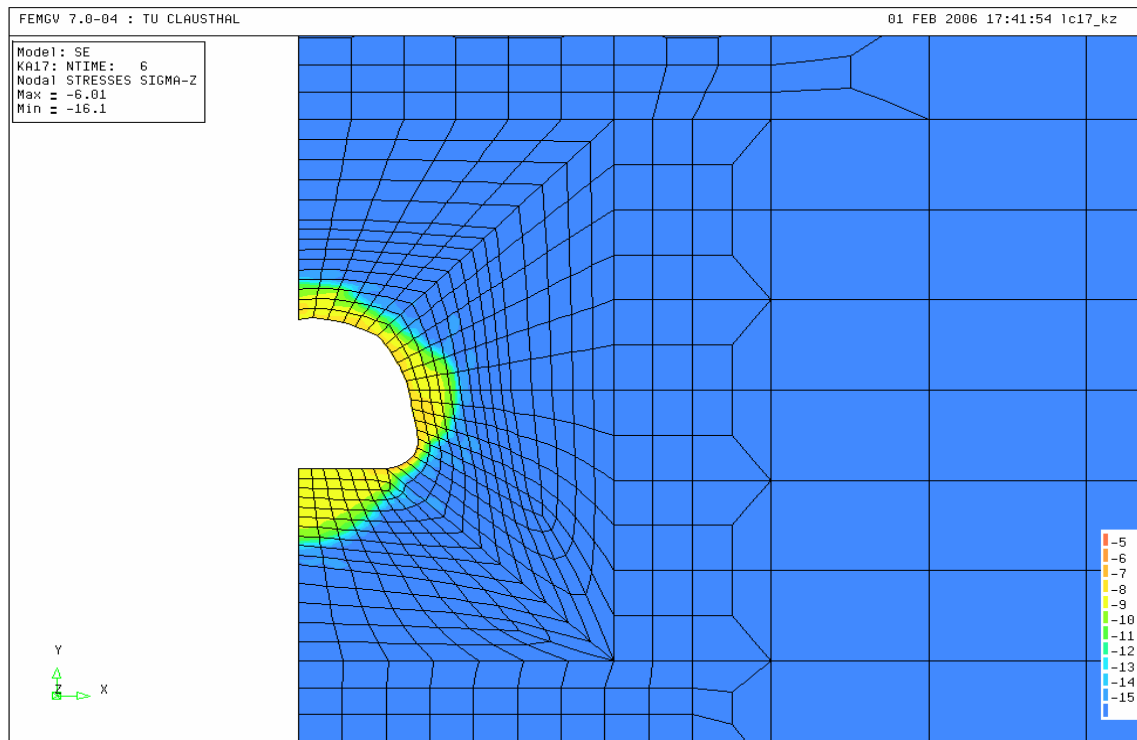 FEMGV 7.0-04 : TU CLAUSTHAL
01 FEB 2006 17:41:54 lc17_kz
Model: SE
KA17: NTIME: 6
Nodal STRESSES SIGMA-Z
Max = -6.01
Min = -16.1
-5
-6
-7
-8
-9
-10
-11
-12
-13
-14
-15
Y
Z
X